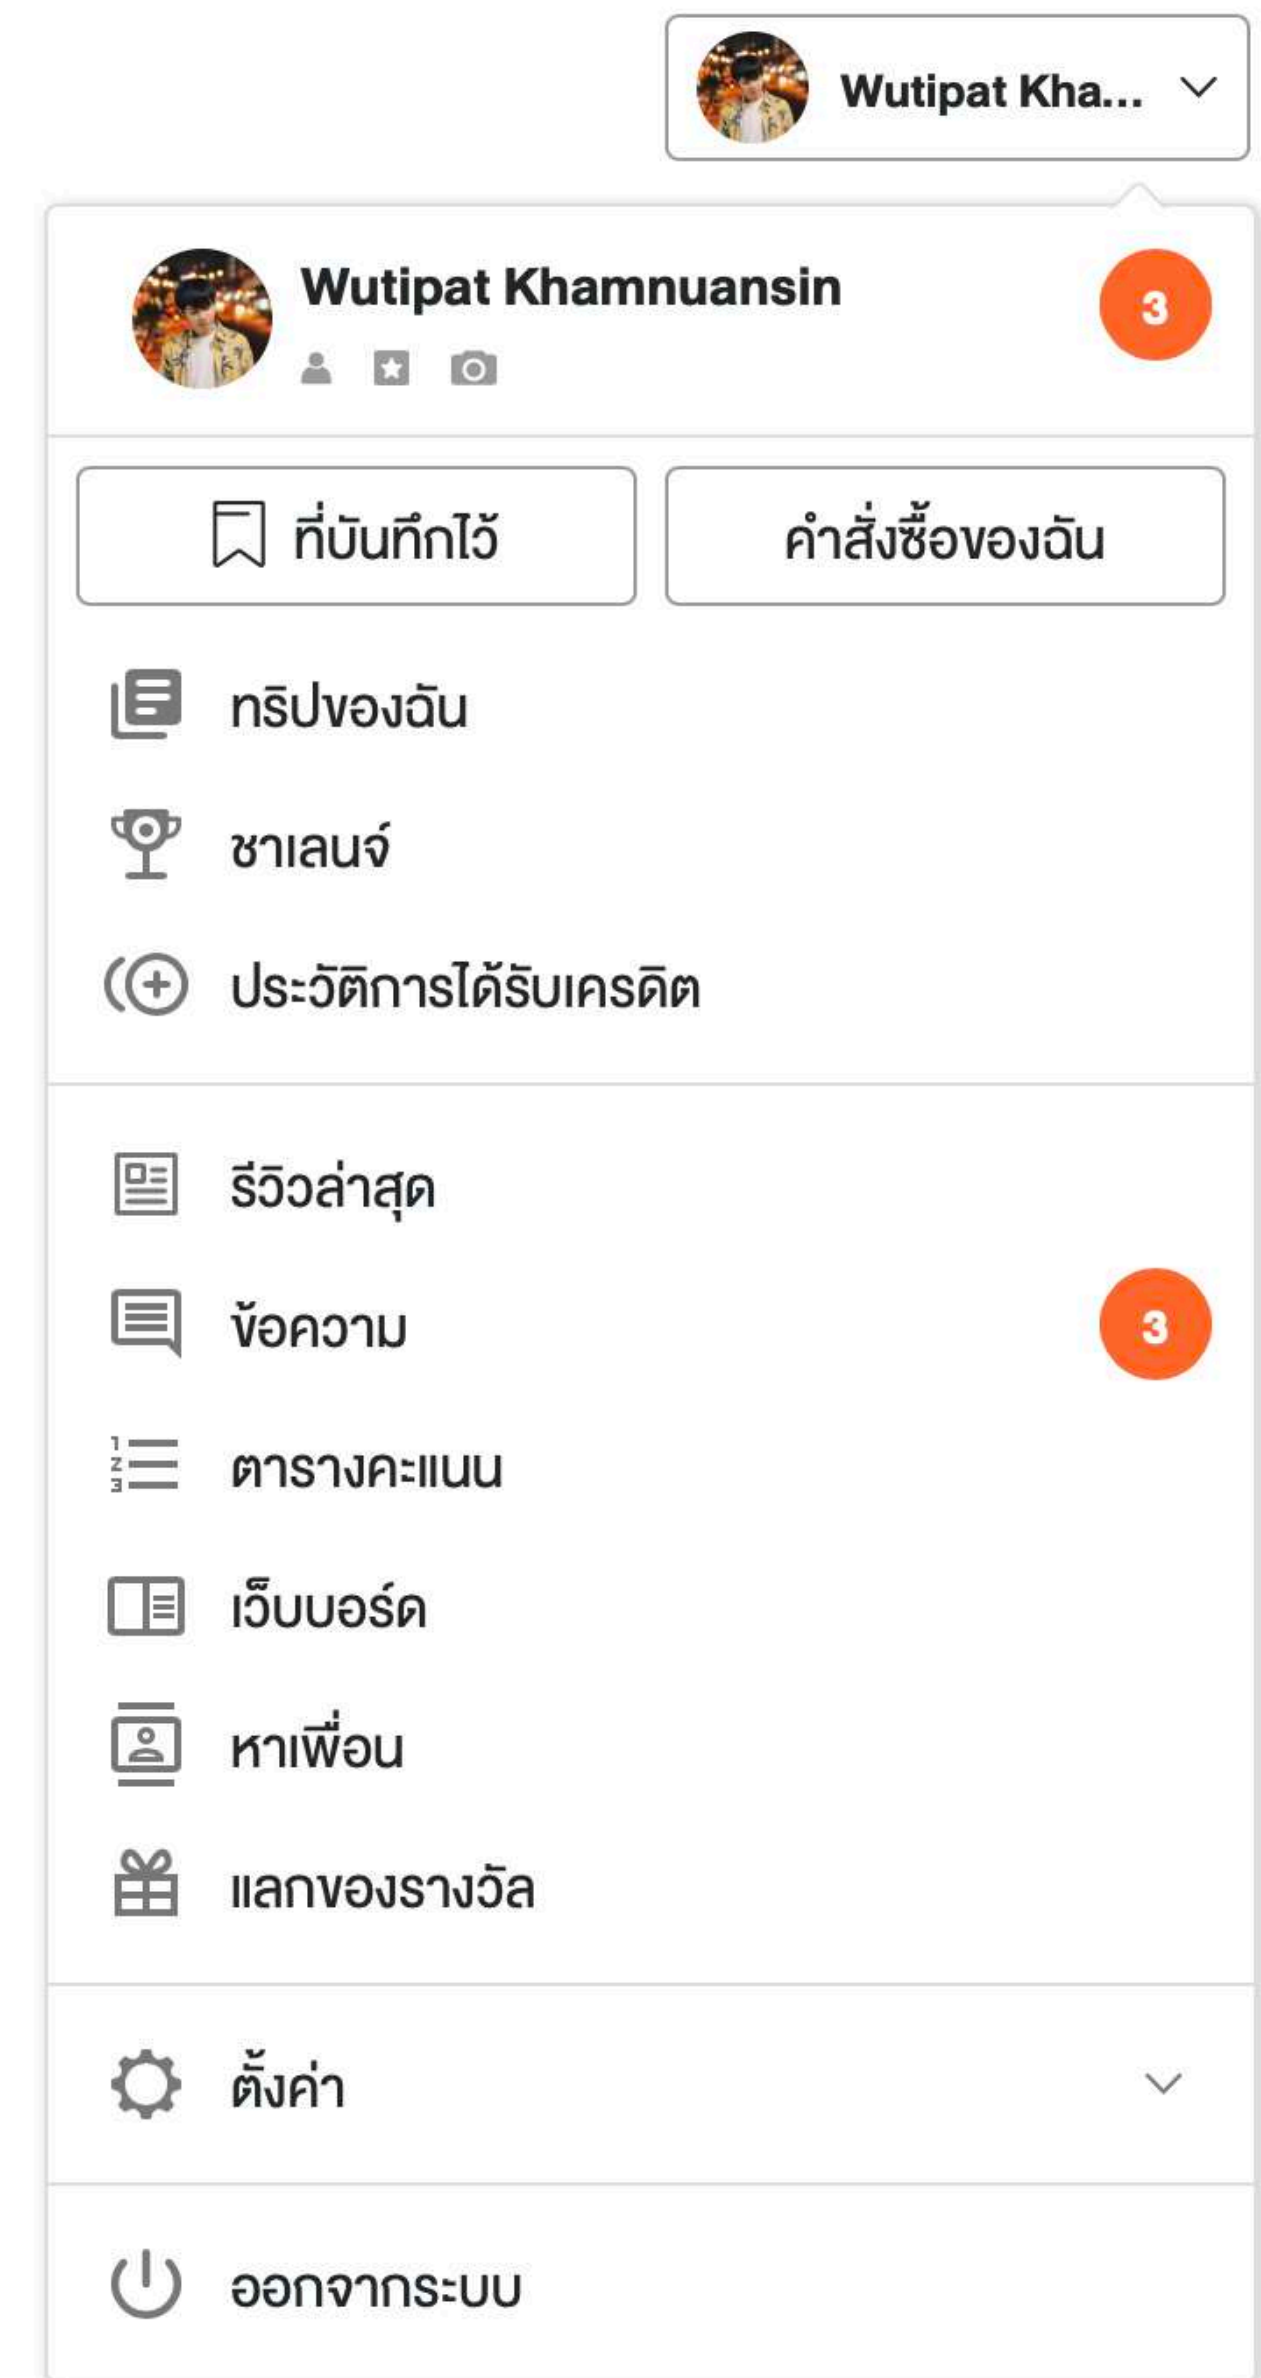 Wutipat Kha...
Wutipat Khamnuansin
3
ที่บันทึกไว้
คำสั่งซื้อของฉัน
ทริปของฉัน
ชาเลนจ์
ประวัติการได้รับเครดิต
รีวิวล่าสุด
ข้อความ
3
1
2
3
ตารางคะแนน
เว็บบอร์ด
หาเพื่อน
แลกของรางวัล
ตั้งค่า
ออกจากระบบ